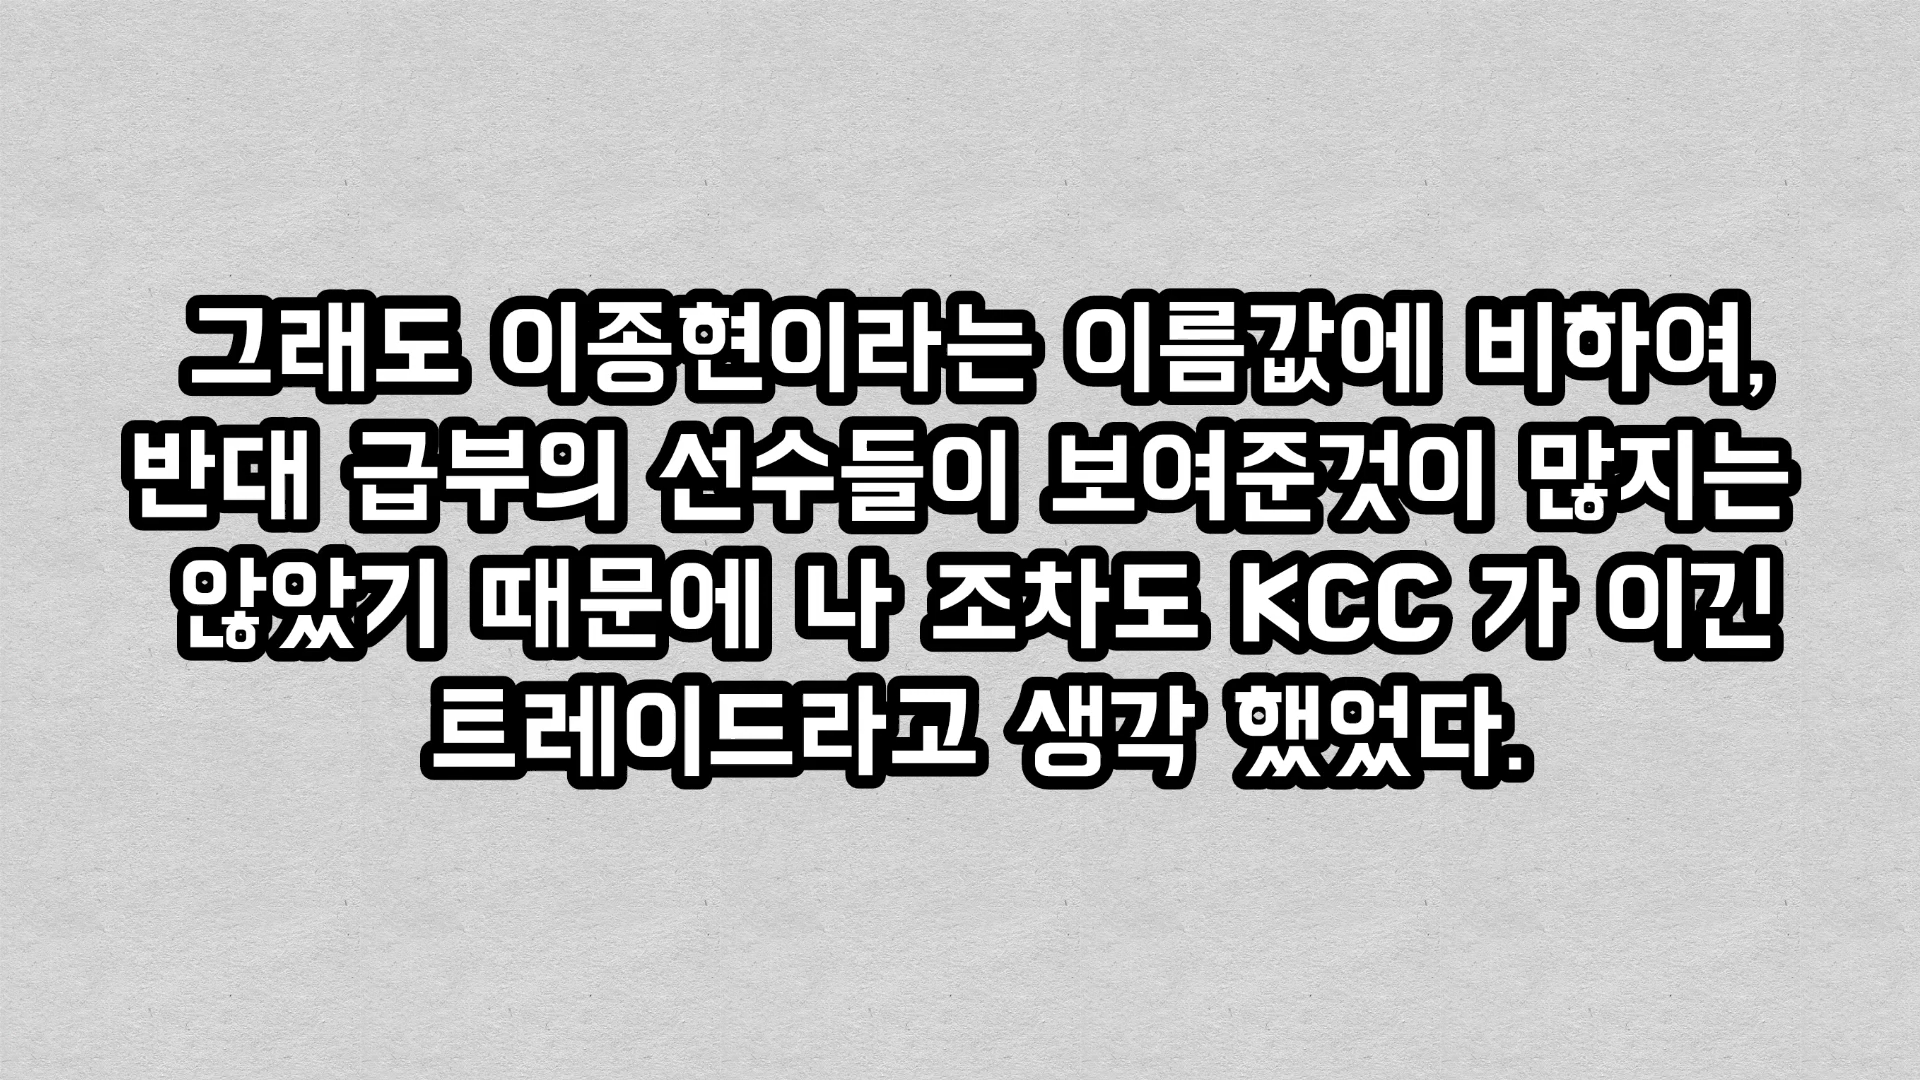 그래도 이종현이라는 이름값에 비하여,
반대 급부의 선수들이 보여준것이 많지는
않았기 때문에 나 조차도 KCC 가 이긴
트레이드라고 생각 했었다.